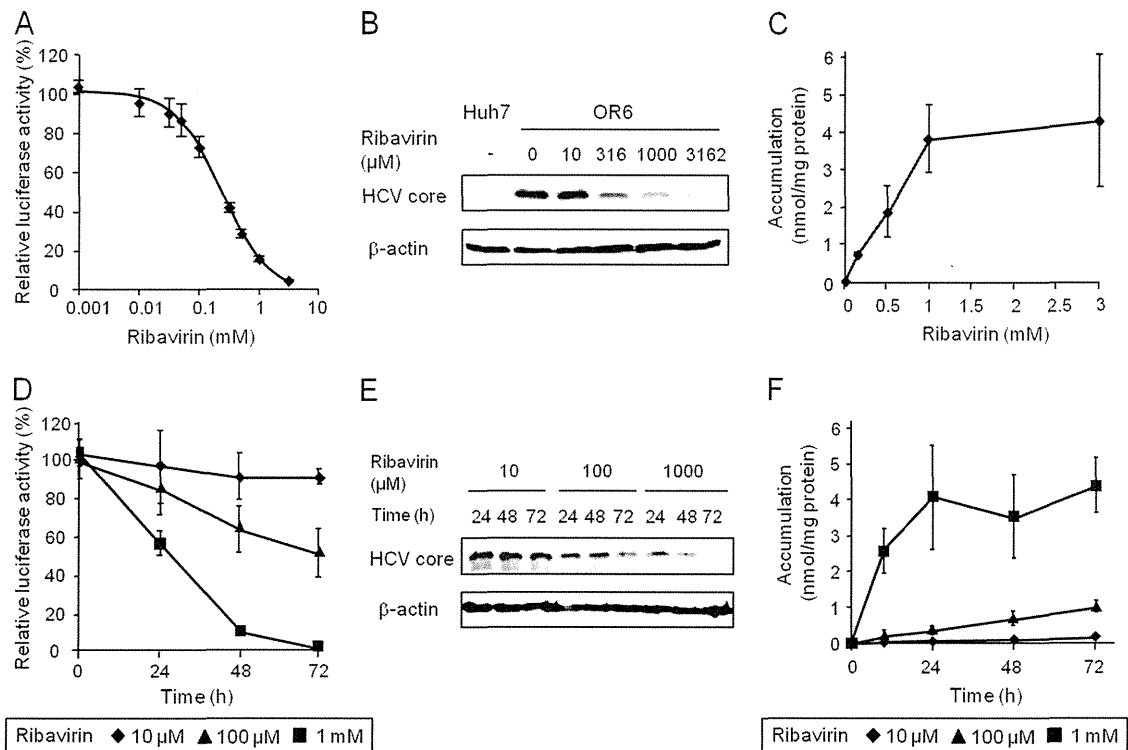 A
Relative luciferase activity (%)
120
100
80
60
40
20
0
0.001 0.01 0.1 1 10
Ribavirin (mM)
B
Huh7 OR6
Ribavirin
(μM)
- 0 10 316 1000 3162
HCV core
β-actin
C
Accumulation
(nmol/mg protein)
6
5
4
3
2
1
0
0 0.5 1 1.5 2 2.5 3
Ribavirin (mM)
D
Relative luciferase activity (%)
120
100
80
60
40
20
0
0 24 48 72
Time (h)
Ribavirin 10 μM 100 μM 1 mM
E
Ribavirin
(μM)
10 100 1000
Time (h) 24 48 72 24 48 72 24 48 72
HCV core
β-actin
F
Accumulation
(nmol/mg protein)
6
5
4
3
2
1
0
0 24 48 72
Time (h)
Ribavirin 10 μM 100 μM 1 mM